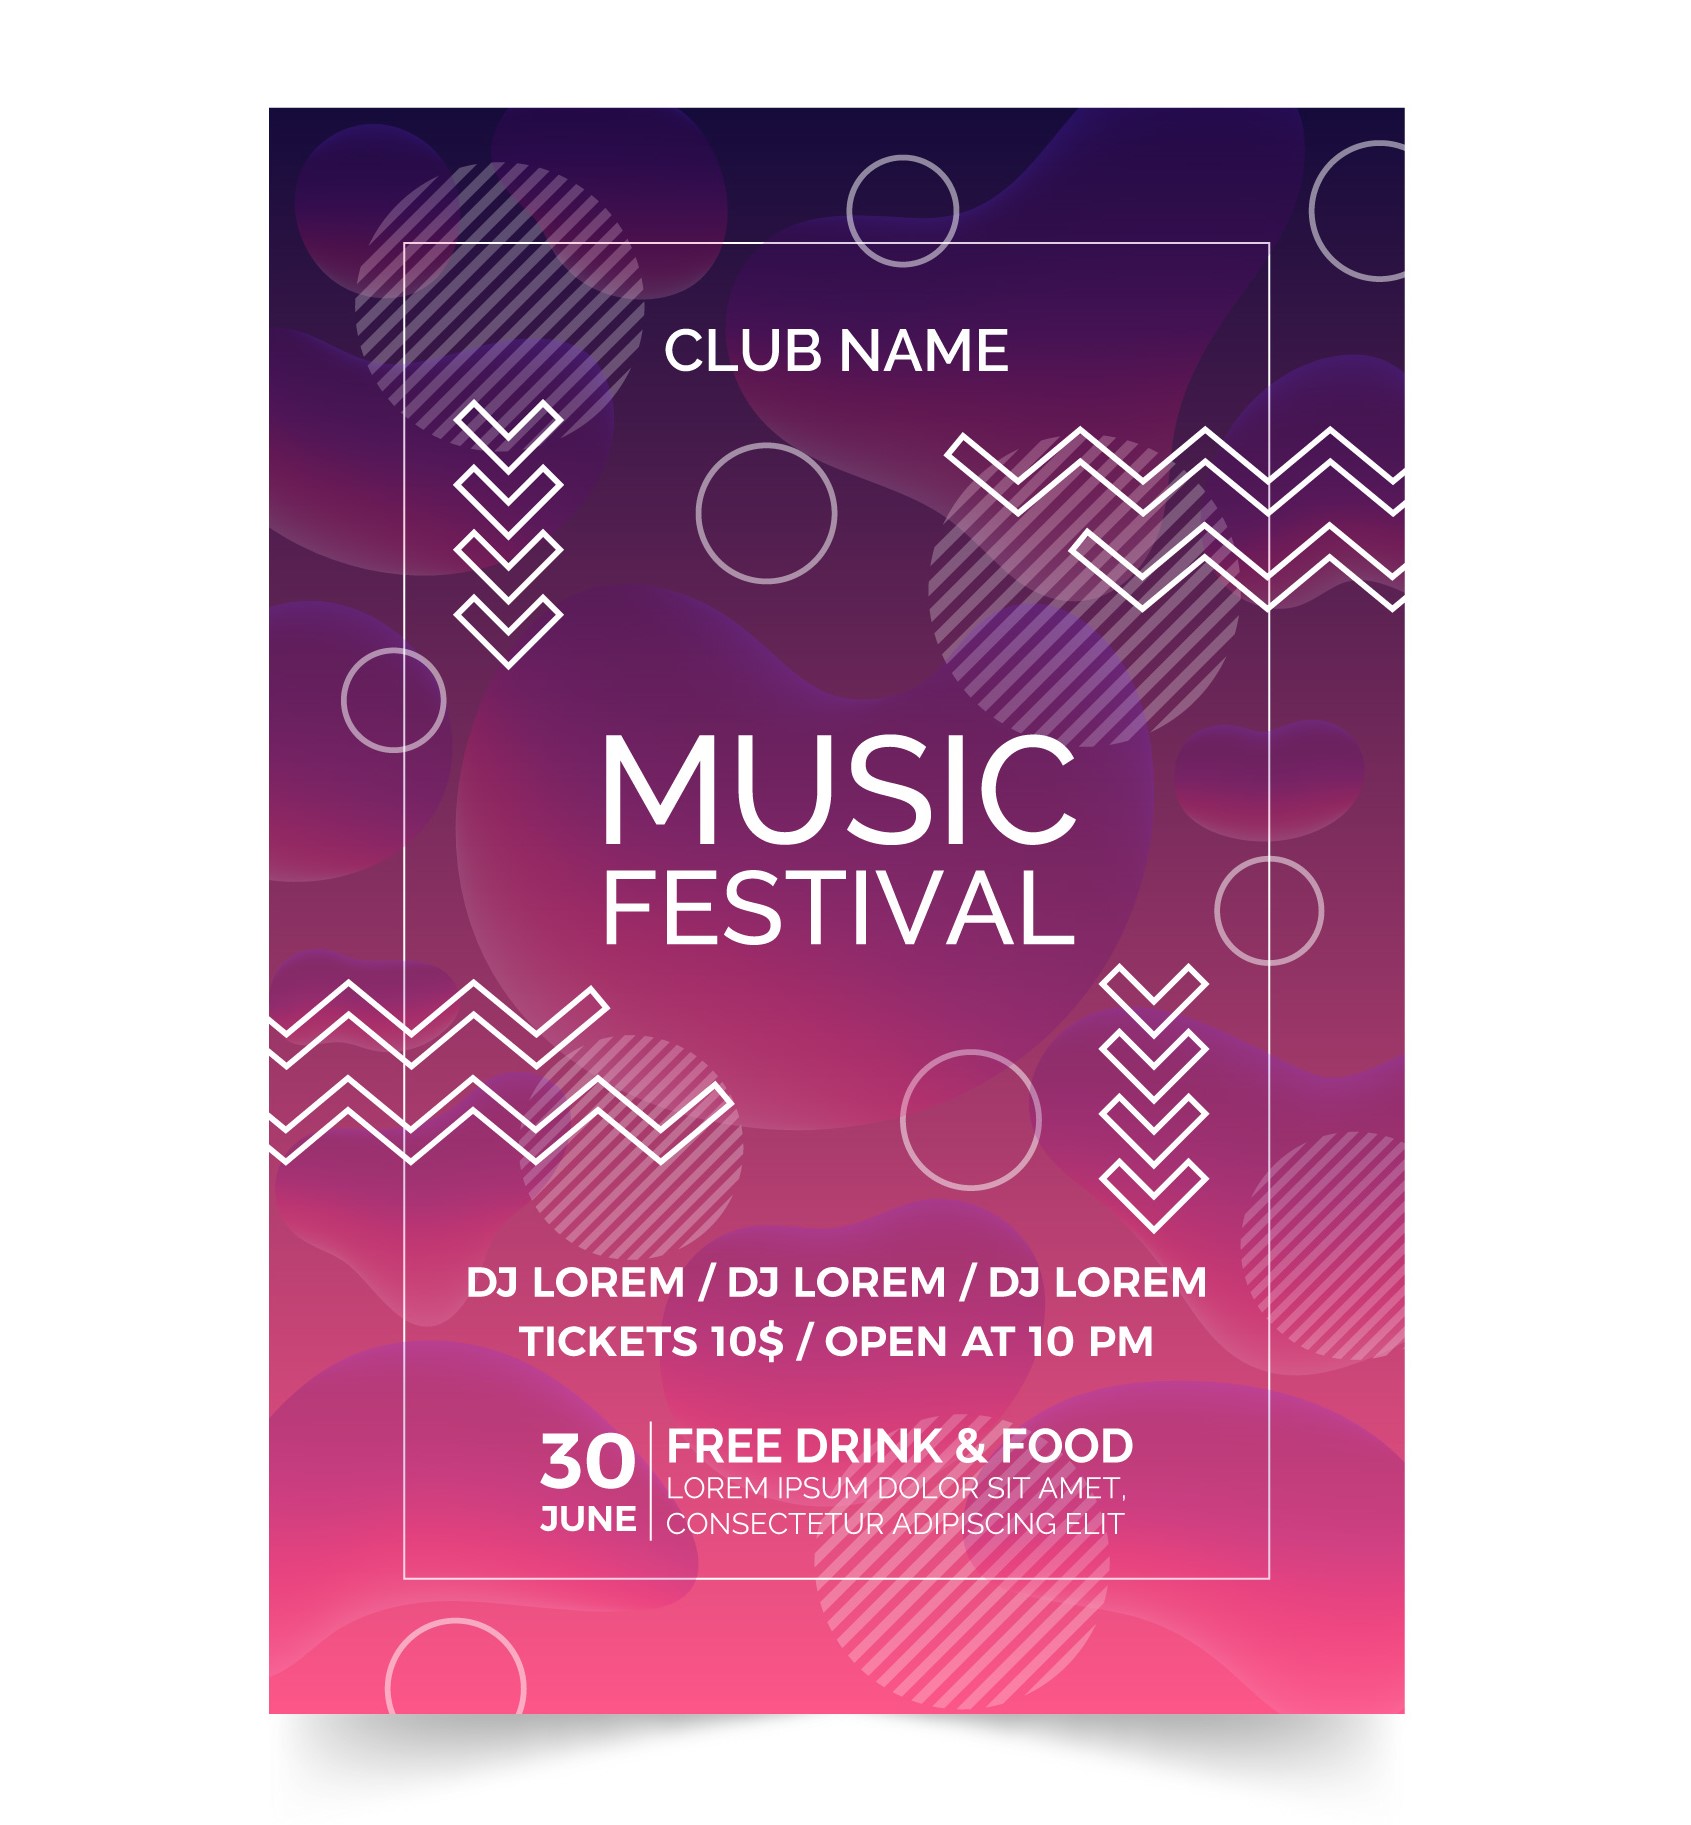 CLUB NAME
MUSIC
FESTIVAL
DJ LOREM / DJ LOREM / DJ LOREM
TICKETS 10$ / OPEN AT 10 PM
30
JUNE
FREE DRINK & FOOD
LOREM IPSUM DOLOR SIT AMET,
CONSECTETUR ADIPISCING ELIT